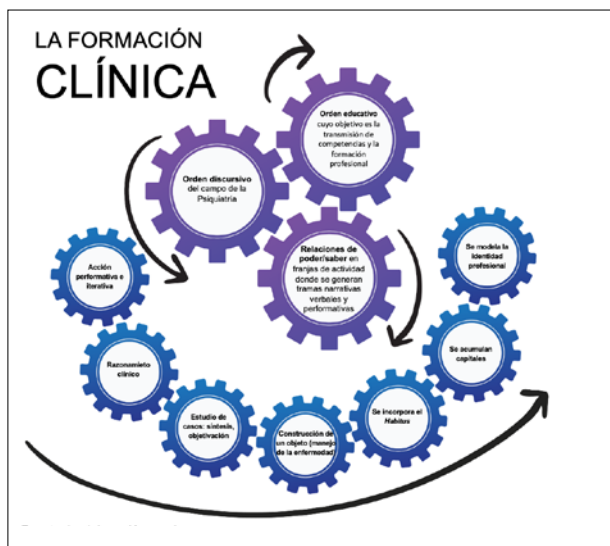 LA FORMACIÓN
CLÍNICA
Orden educativo
cuyo objetivo es la
transmisión de
competencias y la
formación
profesional
Orden discursivo
del campo de la
Psiquiatría
Relaciones de
poder/saber en
franjas de actividad
donde se generan
tramas narrativas
verbales y
performativas
Acción
performativa e
iterativa
Razonamieto
clínico
Estudio de
casos: síntesis,
objetivación
Construcción de
un objeto (manejo
de la enfermedad)
Se incorpora el
Habitus
Se acumulan
capitales
Se modela la
identidad
profesional